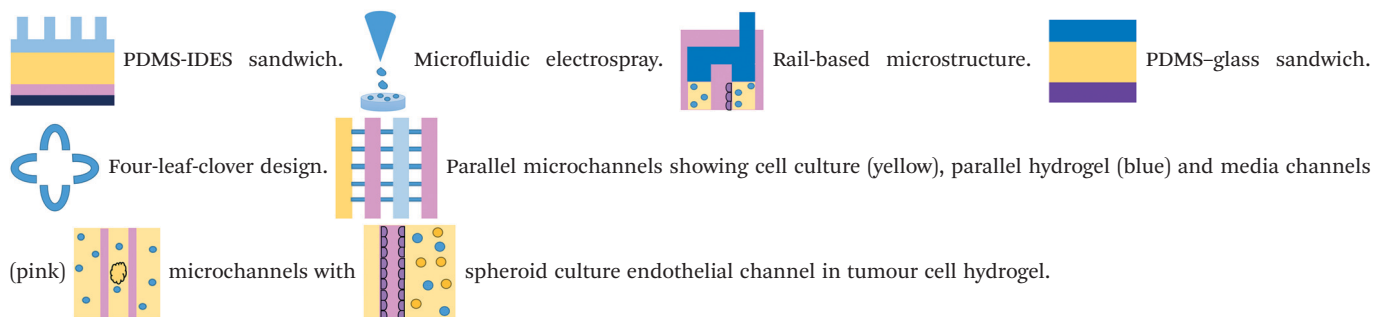 PDMS-IDES sandwich. Microfluidic electrospray. Rail-based microstructure. PDMS–glass sandwich.
Four-leaf-clover design. Parallel microchannels showing cell culture (yellow), parallel hydrogel (blue) and media channels
(pink) microchannels with spheroid culture endothelial channel in tumour cell hydrogel.